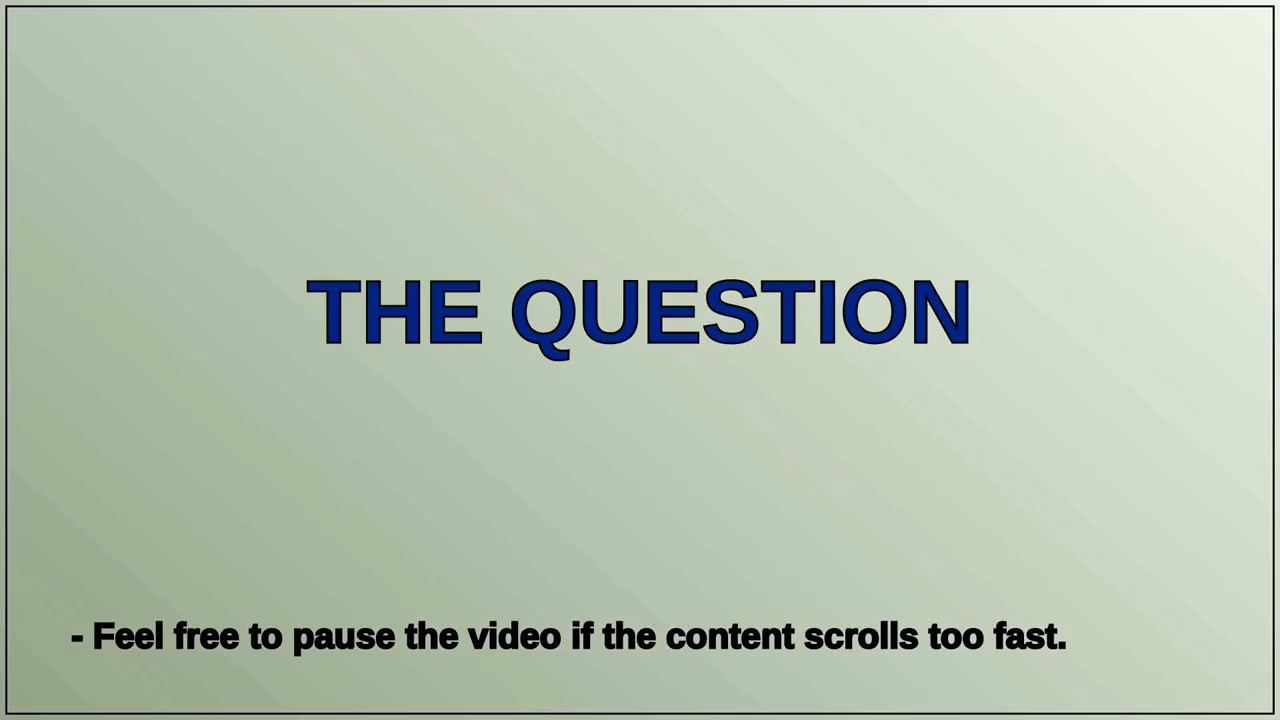 THE QUESTION
- Feel free to pause the video if the content scrolls too fast.